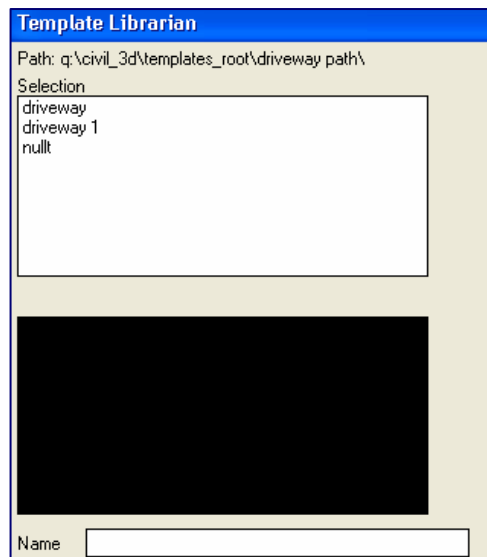 Template Librarian
Path: q:\civil_3d\templates_root\driveway path\
Selection
driveway
driveway 1
nullt
Name